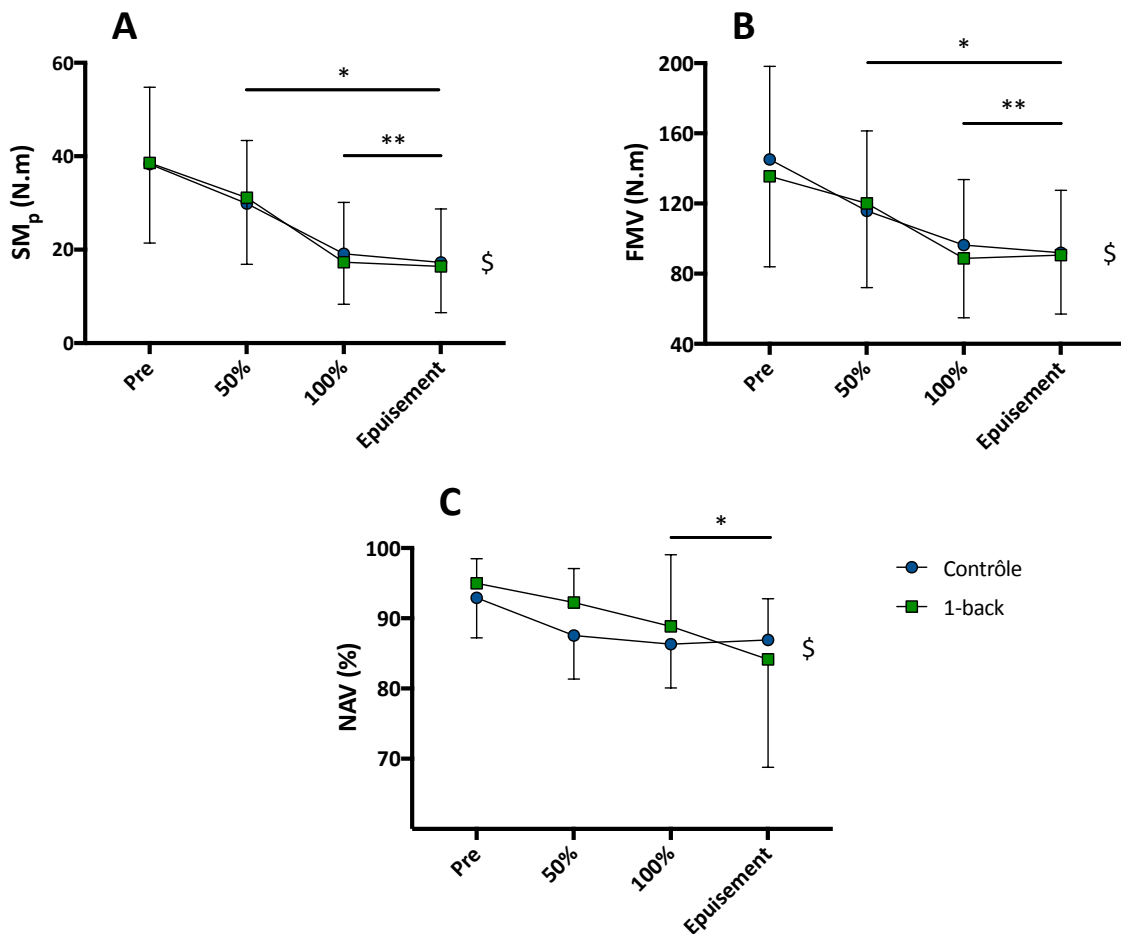 A
SMp (N.m)
60
40
20
0
*
**
$
Pre
50%
100%
Epuisement
B
FMV (N.m)
200
160
120
80
40
*
**
$
Pre
50%
100%
Epuisement
C
NAV (%)
100
90
80
70
*
$
Pre
50%
100%
Epuisement
Contrôle
1-back